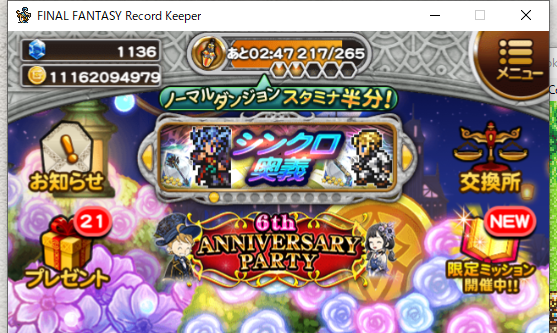 FINAL FANTASY Record Keeper
1136
11162094979
あと02:47 217/265
メニュー
ノーマルダンジョン スタミナ半分!
お知らせ
シンクロ
奥義
交換所
21
プレゼント
6th
ANNIVERSARY
PARTY
NEW
限定ミッション
開催中!!